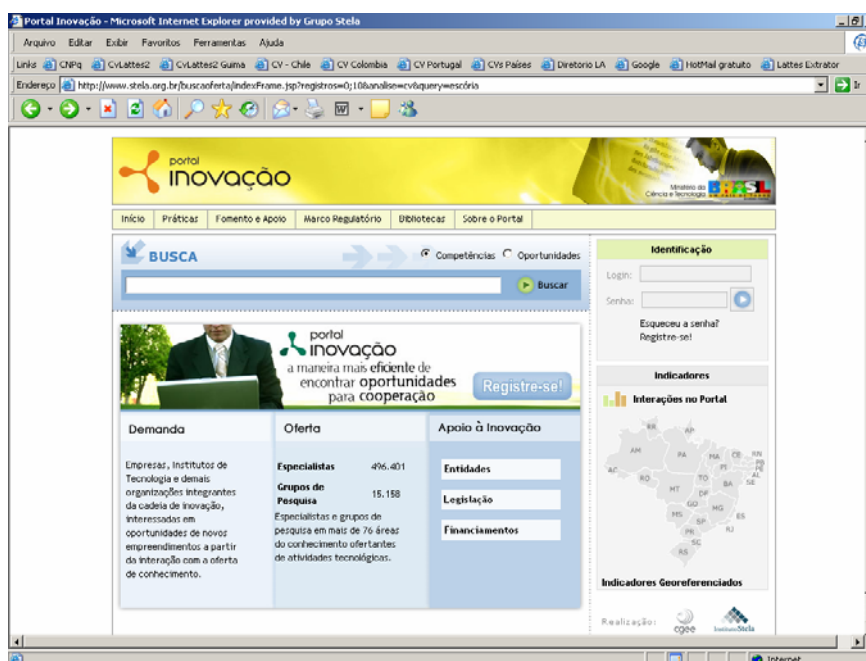 Portal Inovação - Microsoft Internet Explorer provided by Grupo Stela
Arquivo Editar Exibir Favoritos Ferramentas Ajuda
Links CNPq CvLattes2 CvLattes2 Guima CV - Chile CV Colombia CV Portugal CVs Países Diretorio LA Google HotMail gratuito Lattes Extrator
Endereço http://www.stela.org.br/buscaoferta/indexFrame.jsp?registros=0;10&analise=cv&query=escória Ir
portal
inovação
Ministério da
Ciência e Tecnologia
BRASIL
Início Práticas Fomento e Apoio Marco Regulatório Bibliotecas Sobre o Portal
BUSCA Competências Oportunidades
Buscar
Identificação
Login:
Senha:
Esqueceu a senha?
Registre-se!
portal
inovação
a maneira mais eficiente de
encontrar oportunidades
para cooperação
Registre-se!
Demanda
Empresas, Institutos de
Tecnologia e demais
organizações integrantes
da cadeia de inovação,
interessadas em
oportunidades de novos
empreendimentos a partir
da interação com a oferta
de conhecimento.
Oferta
Especialistas 496.401
Grupos de
Pesquisa 15.158
Especialistas e grupos de
pesquisa em mais de 76 áreas
do conhecimento ofertantes
de atividades tecnológicas.
Apoio à Inovação
Entidades
Legislação
Financiamentos
Indicadores
Interações no Portal
RR AP
AM PA MA CE RN
PB
PE
AC RO TO PI AL
SE
MT BA
DF
GO
MG
MS ES
SP RJ
PR
SC
RS
Indicadores Georeferenciados
Realização: cgee InstitutoStela
Internet